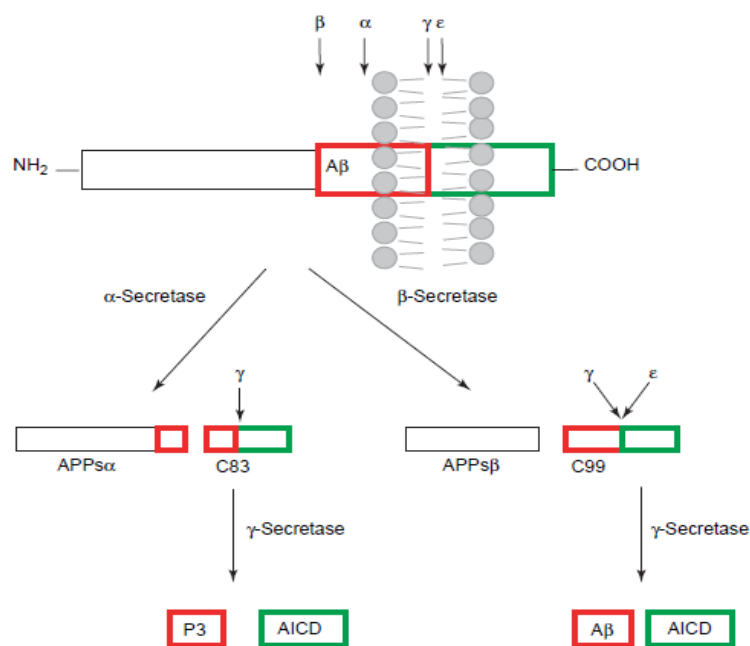 β α γ ε
NH₂ Aβ COOH
α-Secretase β-Secretase
γ γ ε
APPsα C83 APPsβ C99
γ-Secretase γ-Secretase
P3 AICD Aβ AICD